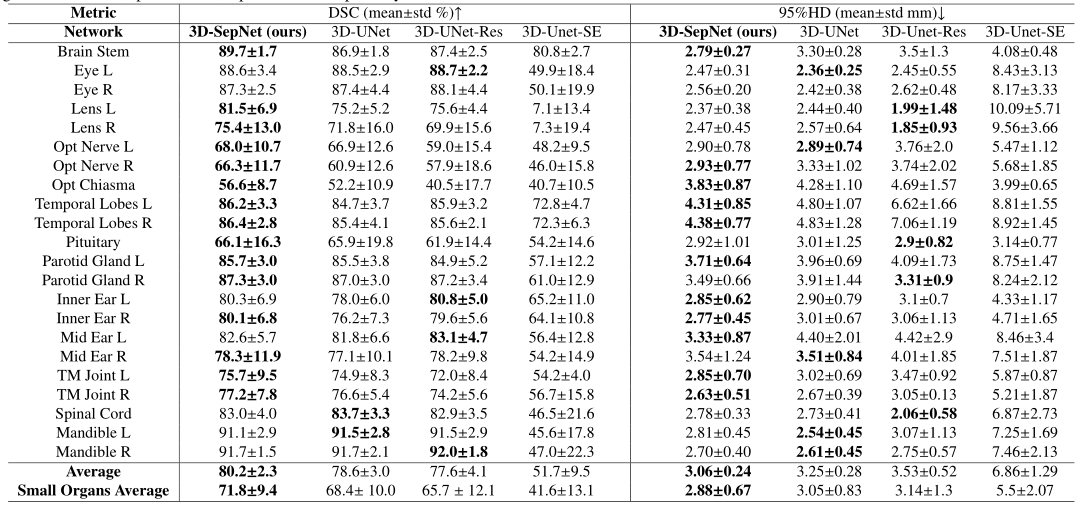 Metric DSC (mean±std %)↑ 95%HD (mean±std mm)↓
Network 3D-SepNet (ours) 3D-UNet 3D-UNet-Res 3D-Unet-SE 3D-SepNet (ours) 3D-UNet 3D-Unet-Res 3D-Unet-SE
Brain Stem 89.7±1.7 86.9±1.8 87.4±2.5 80.8±2.7 2.79±0.27 3.30±0.28 3.5±1.3 4.08±0.48
Eye L 88.6±3.4 88.5±2.9 88.7±2.2 49.9±18.4 2.47±0.31 2.36±0.25 2.45±0.55 8.43±3.13
Eye R 87.3±2.5 87.4±4.4 88.1±4.4 50.1±19.9 2.56±0.20 2.42±0.38 2.62±0.48 8.17±3.33
Lens L 81.5±6.9 75.2±5.2 75.6±4.4 7.1±13.4 2.37±0.38 2.44±0.40 1.99±1.48 10.09±5.71
Lens R 75.4±13.0 71.8±16.0 69.9±15.6 7.3±19.4 2.47±0.45 2.57±0.64 1.85±0.93 9.56±3.66
Opt Nerve L 68.0±10.7 66.9±12.6 59.0±15.4 48.2±9.5 2.90±0.78 2.89±0.74 3.76±2.0 5.47±1.12
Opt Nerve R 66.3±11.7 60.9±12.6 57.9±18.6 46.0±15.8 2.93±0.77 3.33±1.02 3.74±2.02 5.68±1.85
Opt Chiasma 56.6±8.7 52.2±10.9 40.5±17.7 40.7±10.5 3.83±0.87 4.28±1.10 4.69±1.57 3.99±0.65
Temporal Lobes L 86.2±3.3 84.7±3.7 85.9±3.2 72.8±4.7 4.31±0.85 4.80±1.07 6.62±1.66 8.81±1.55
Temporal Lobes R 86.4±2.8 85.4±4.1 85.6±2.1 72.3±6.3 4.38±0.77 4.83±1.28 7.06±1.19 8.92±1.45
Pituitary 66.1±16.3 65.9±19.8 61.9±14.4 54.2±14.6 2.92±1.01 3.01±1.25 2.9±0.82 3.14±0.77
Parotid Gland L 85.7±3.0 85.5±3.8 84.9±5.2 57.1±12.2 3.71±0.64 3.96±0.69 4.09±1.73 8.75±1.47
Parotid Gland R 87.3±3.0 87.0±3.0 87.2±3.4 61.0±12.9 3.49±0.66 3.91±1.44 3.31±0.9 8.24±2.12
Inner Ear L 80.3±6.9 78.0±6.0 80.8±5.0 65.2±11.0 2.85±0.62 2.90±0.79 3.1±0.7 4.33±1.17
Inner Ear R 80.1±6.8 76.2±7.3 79.6±5.6 64.1±10.8 2.77±0.45 3.01±0.67 3.06±1.13 4.71±1.65
Mid Ear L 82.6±5.7 81.8±6.6 83.1±4.7 56.4±12.8 3.33±0.87 4.40±2.01 4.42±2.9 8.46±3.4
Mid Ear R 78.3±11.9 77.1±10.1 78.2±9.8 54.2±14.9 3.54±1.24 3.51±0.84 4.01±1.85 7.51±1.87
TM Joint L 75.7±9.5 74.9±8.3 72.0±8.4 54.2±4.0 2.85±0.70 3.02±0.69 3.47±0.92 5.87±0.87
TM Joint R 77.2±7.8 76.6±5.4 74.2±5.6 56.7±15.8 2.63±0.51 2.67±0.39 3.05±0.13 5.21±1.87
Spinal Cord 83.0±4.0 83.7±3.3 82.9±3.5 46.5±21.6 2.78±0.33 2.73±0.41 2.06±0.58 6.87±2.73
Mandible L 91.1±2.9 91.5±2.8 91.5±2.9 45.6±17.8 2.81±0.45 2.54±0.45 3.07±1.13 7.25±1.69
Mandible R 91.7±1.5 91.7±2.1 92.0±1.8 47.0±22.3 2.70±0.40 2.61±0.45 2.75±0.57 7.46±2.13
Average 80.2±2.3 78.6±3.0 77.6±4.1 51.7±9.5 3.06±0.24 3.25±0.28 3.53±0.52 6.86±1.29
Small Organs Average 71.8±9.4 68.4± 10.0 65.7 ± 12.1 41.6±13.1 2.88±0.67 3.05±0.83 3.14±1.3 5.5±2.07